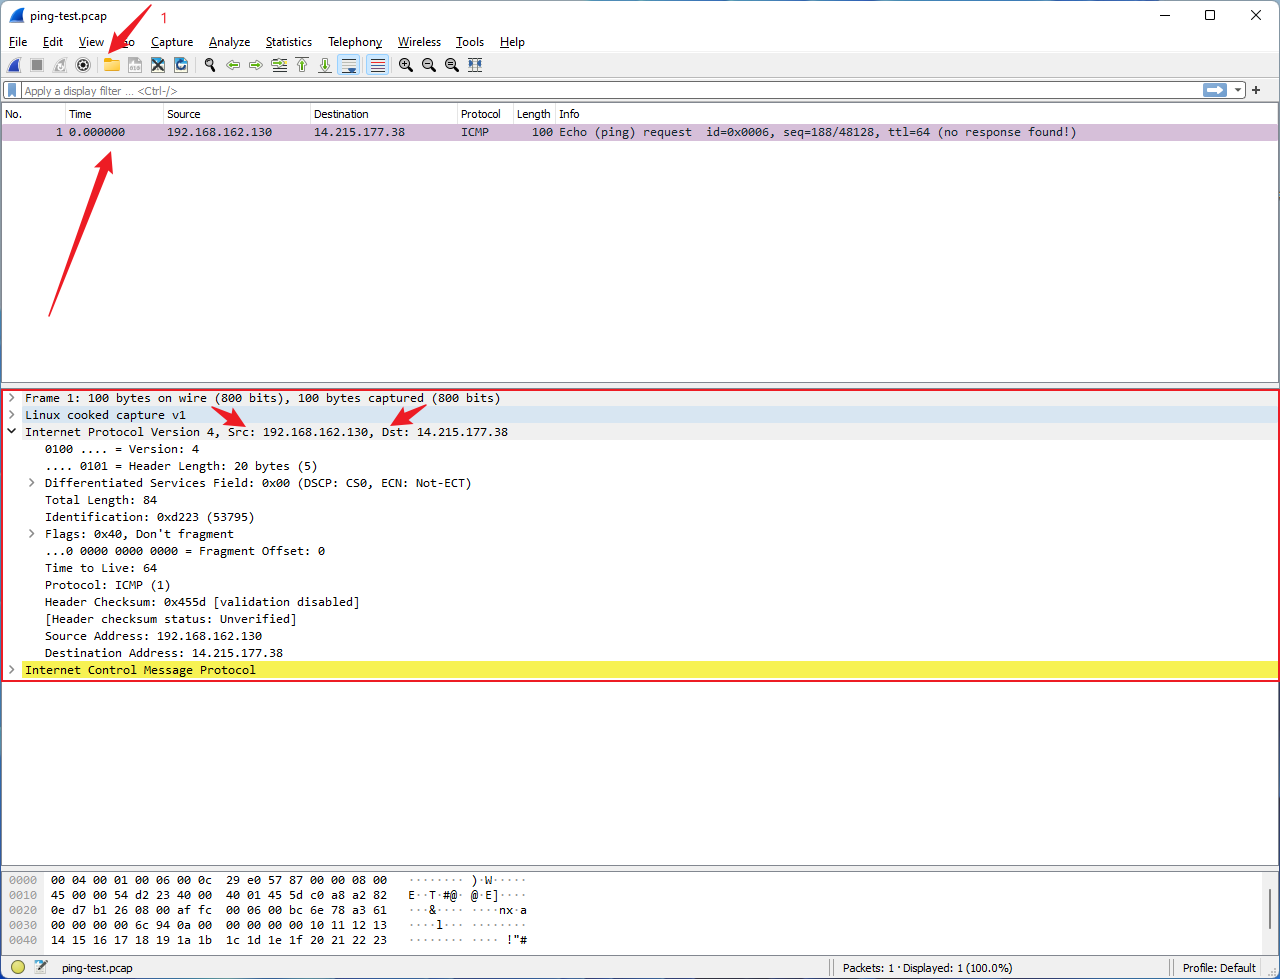 ping-test.pcap
1
File Edit View Go Capture Analyze Statistics Telephony Wireless Tools Help
Apply a display filter … <Ctrl-/>
No. Time Source Destination Protocol Length Info
1 0.000000 192.168.162.130 14.215.177.38 ICMP 100 Echo (ping) request id=0x0006, seq=188/48128, ttl=64 (no response found!)
Frame 1: 100 bytes on wire (800 bits), 100 bytes captured (800 bits)
Linux cooked capture v1
Internet Protocol Version 4, Src: 192.168.162.130, Dst: 14.215.177.38
0100 .... = Version: 4
.... 0101 = Header Length: 20 bytes (5)
Differentiated Services Field: 0x00 (DSCP: CS0, ECN: Not-ECT)
Total Length: 84
Identification: 0xd223 (53795)
Flags: 0x40, Don't fragment
...0 0000 0000 0000 = Fragment Offset: 0
Time to Live: 64
Protocol: ICMP (1)
Header Checksum: 0x455d [validation disabled]
[Header checksum status: Unverified]
Source Address: 192.168.162.130
Destination Address: 14.215.177.38
Internet Control Message Protocol
0000 00 04 00 01 00 06 00 0c 29 e0 57 87 00 00 08 00 ········ )·W·····
0010 45 00 00 54 d2 23 40 00 40 01 45 5d c0 a8 a2 82 E··T·#@· @·E]····
0020 0e d7 b1 26 08 00 af fc 00 06 00 bc 6e 78 a3 61 ···&···· ····nx·a
0030 00 00 00 00 6c 94 0a 00 00 00 00 00 10 11 12 13 ····l··· ········
0040 14 15 16 17 18 19 1a 1b 1c 1d 1e 1f 20 21 22 23 ········ ···· !"#
ping-test.pcap Packets: 1 · Displayed: 1 (100.0%) Profile: Default